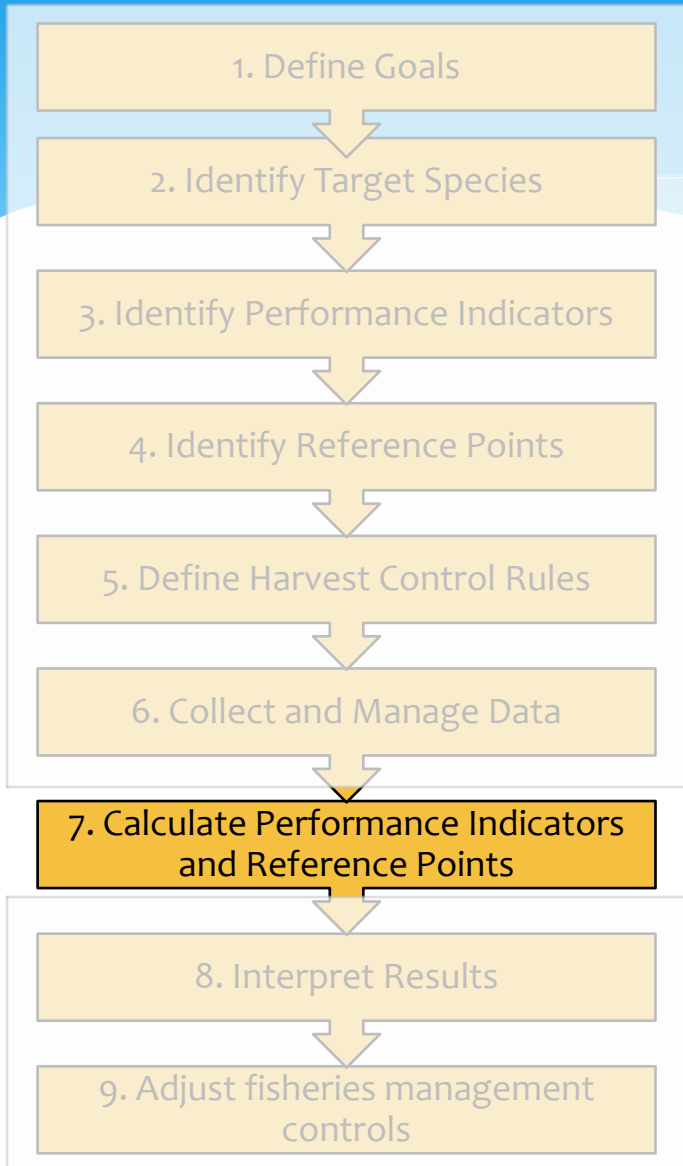 1. Define Goals
2. Identify Target Species
3. Identify Performance Indicators
4. Identify Reference Points
5. Define Harvest Control Rules
6. Collect and Manage Data
7. Calculate Performance Indicators
and Reference Points
8. Interpret Results
9. Adjust fisheries management
controls